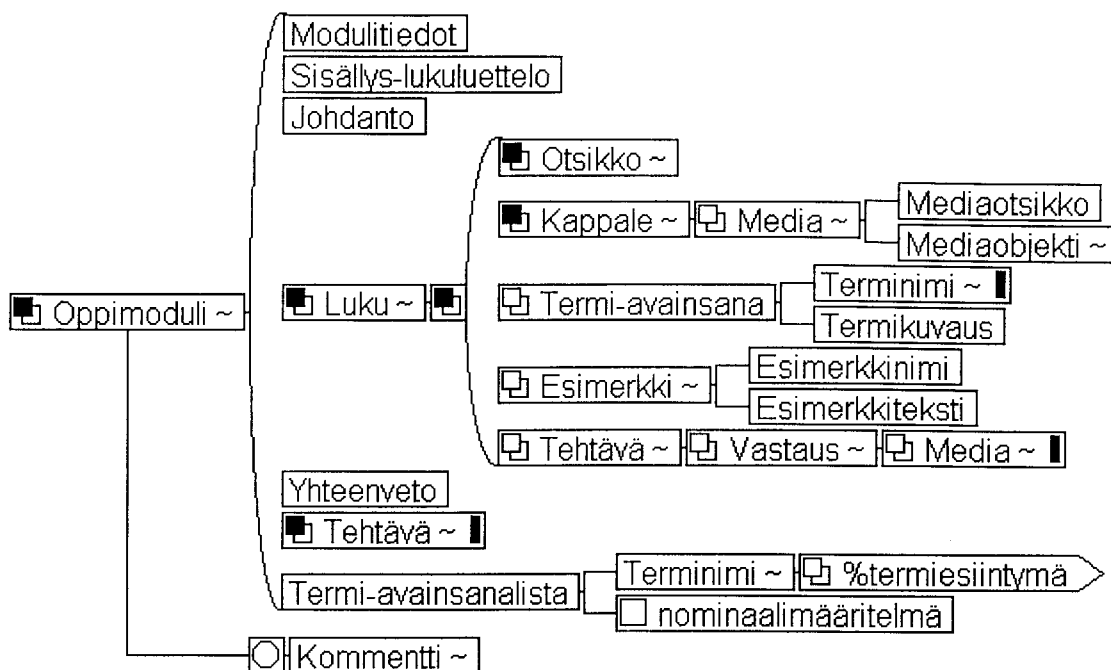 Modulitiedot
Sisällys-lukuluettelo
Johdanto
Otsikko ~
Kappale ~ Media ~ Mediaotsikko
Mediaobjekti ~
Oppimoduli ~ Luku ~ Termi-avainsana Terminimi ~
Termikuvaus
Esimerkki ~ Esimerkkinimi
Esimerkkiteksti
Tehtävä ~ Vastaus ~ Media ~
Yhteenveto
Tehtävä ~
Termi-avainsanalista Terminimi ~ %termiesiintymä
nominaalimääritelmä
Kommentti ~